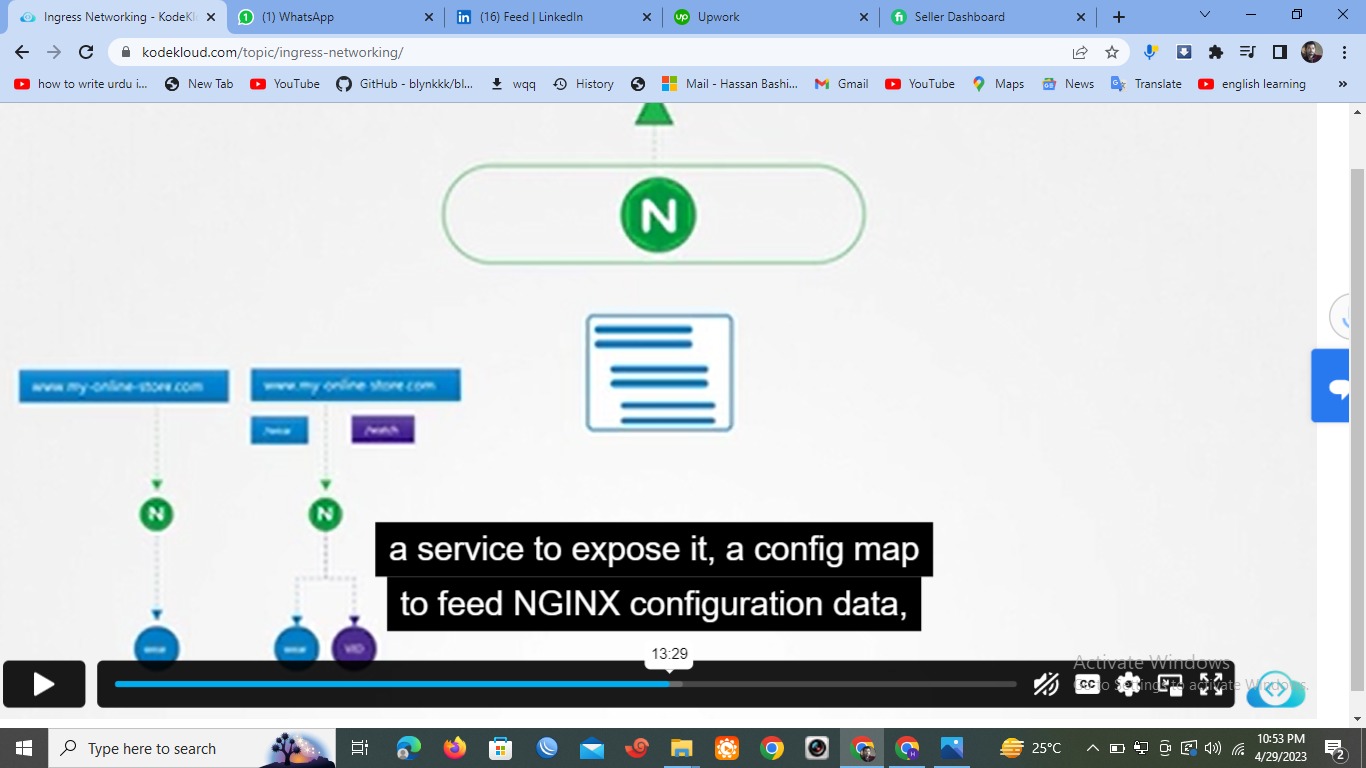 Ingress Networking - KodeKl
(1) WhatsApp
(16) Feed | LinkedIn
Upwork
Seller Dashboard
kodekloud.com/topic/ingress-networking/
how to write urdu i...
New Tab
YouTube
GitHub - blynkkk/bl...
wqq
History
Mail - Hassan Bashi...
Gmail
YouTube
Maps
News
Translate
english learning
»
N
www.my-online-store.com
www.my-online-store.com
/wear
/watch
N
N
wear
wear
VID
a service to expose it, a config map
to feed NGINX configuration data,
13:29
CC
Activate Windows
Go to Settings to activate Windows.
Type here to search
25°C
10:53 PM
4/29/2023
2